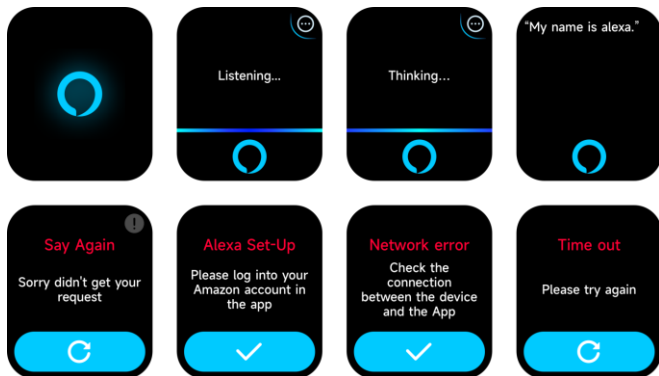 Listening...
Thinking...
“My name is alexa.”
Say Again
Sorry didn't get your
request
Alexa Set-Up
Please log into your
Amazon account in
the app
Network error
Check the
connection
between the device
and the App
Time out
Please try again